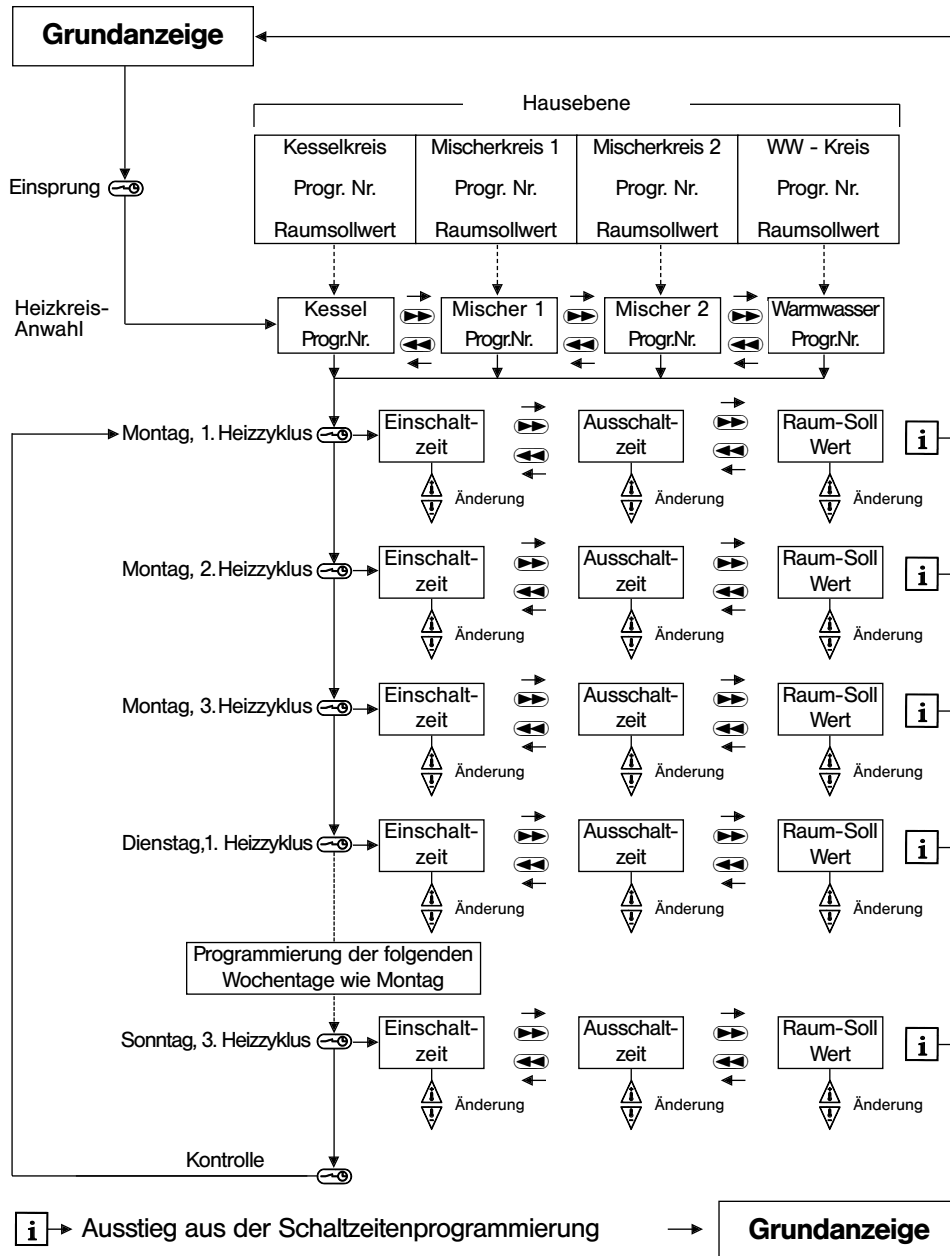 Grundanzeige
Hausebene
Kesselkreis
Progr. Nr.
Raumsollwert
Mischerkreis 1
Progr. Nr.
Raumsollwert
Mischerkreis 2
Progr. Nr.
Raumsollwert
WW - Kreis
Progr. Nr.
Raumsollwert
Einsprung
Heizkreis-
Anwahl
Kessel
Progr.Nr.
Mischer 1
Progr.Nr.
Mischer 2
Progr.Nr.
Warmwasser
Progr.Nr.
Montag, 1. Heizzyklus
Einschalt-
zeit
Ausschalt-
zeit
Raum-Soll
Wert
i
Änderung
Änderung
Änderung
Montag, 2. Heizzyklus
Einschalt-
zeit
Ausschalt-
zeit
Raum-Soll
Wert
i
Änderung
Änderung
Änderung
Montag, 3. Heizzyklus
Einschalt-
zeit
Ausschalt-
zeit
Raum-Soll
Wert
i
Änderung
Änderung
Änderung
Dienstag,1. Heizzyklus
Einschalt-
zeit
Ausschalt-
zeit
Raum-Soll
Wert
i
Änderung
Änderung
Änderung
Programmierung der folgenden
Wochentage wie Montag
Sonntag, 3. Heizzyklus
Einschalt-
zeit
Ausschalt-
zeit
Raum-Soll
Wert
i
Änderung
Änderung
Änderung
Kontrolle
i Ausstieg aus der Schaltzeitenprogrammierung
Grundanzeige